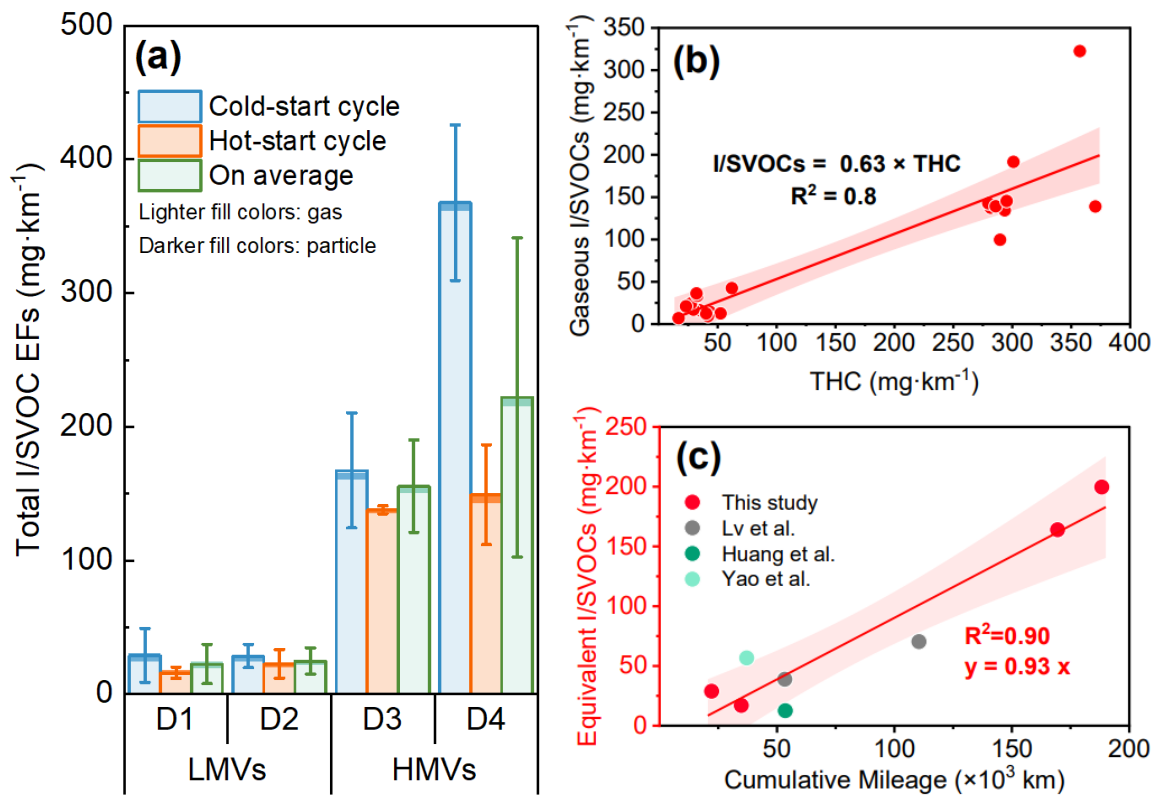 (a)
500
400
300
200
100
0
Total I/SVOC EFs (mg·km⁻¹)
Cold-start cycle
Hot-start cycle
On average
Lighter fill colors: gas
Darker fill colors: particle
D1 D2 D3 D4
LMVs HMVs
(b)
350
300
250
200
150
100
50
0
Gaseous I/SVOCs (mg·km⁻¹)
I/SVOCs = 0.63 × THC
R² = 0.8
50 100 150 200 250 300 350 400
THC (mg·km⁻¹)
(c)
250
200
150
100
50
0
Equivalent I/SVOCs (mg·km⁻¹)
This study
Lv et al.
Huang et al.
Yao et al.
R²=0.90
y = 0.93 x
50 100 150 200
Cumulative Mileage (×10³ km)